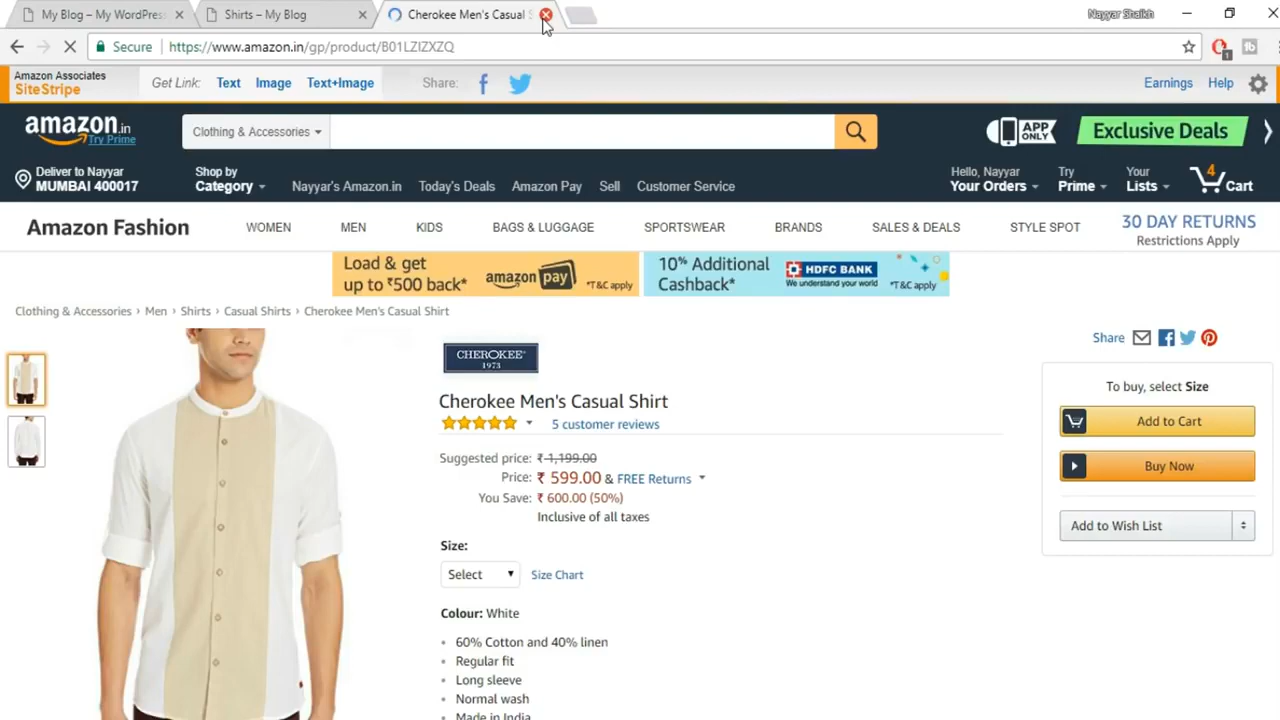 My Blog – My WordPress
Shirts – My Blog
Cherokee Men's Casual S
Nayyar Shaikh
Secure
https://www.amazon.in/gp/product/B01LZIZXZQ
Amazon Associates
SiteStripe
Get Link:
Text
Image
Text+Image
Share:
Earnings
Help
amazon.in
Try Prime
Clothing & Accessories
APP
ONLY
Exclusive Deals
Deliver to Nayyar
MUMBAI 400017
Shop by
Category
Nayyar's Amazon.in
Today's Deals
Amazon Pay
Sell
Customer Service
Hello, Nayyar
Your Orders
Try
Prime
Your
Lists
4
Cart
Amazon Fashion
WOMEN
MEN
KIDS
BAGS & LUGGAGE
SPORTSWEAR
BRANDS
SALES & DEALS
STYLE SPOT
30 DAY RETURNS
Restrictions Apply
Load & get
up to ₹500 back*
amazon pay
*T&C apply
10% Additional
Cashback*
HDFC BANK
We understand your world
*T&C apply
Clothing & Accessories › Men › Shirts › Casual Shirts › Cherokee Men's Casual Shirt
Share
CHEROKEE
1973
Cherokee Men's Casual Shirt
5 customer reviews
Suggested price: ₹ 1,199.00
Price: ₹ 599.00 & FREE Returns
You Save: ₹ 600.00 (50%)
Inclusive of all taxes
Size:
Select
Size Chart
Colour: White
• 60% Cotton and 40% linen
• Regular fit
• Long sleeve
• Normal wash
• Made in India
To buy, select Size
Add to Cart
Buy Now
Add to Wish List